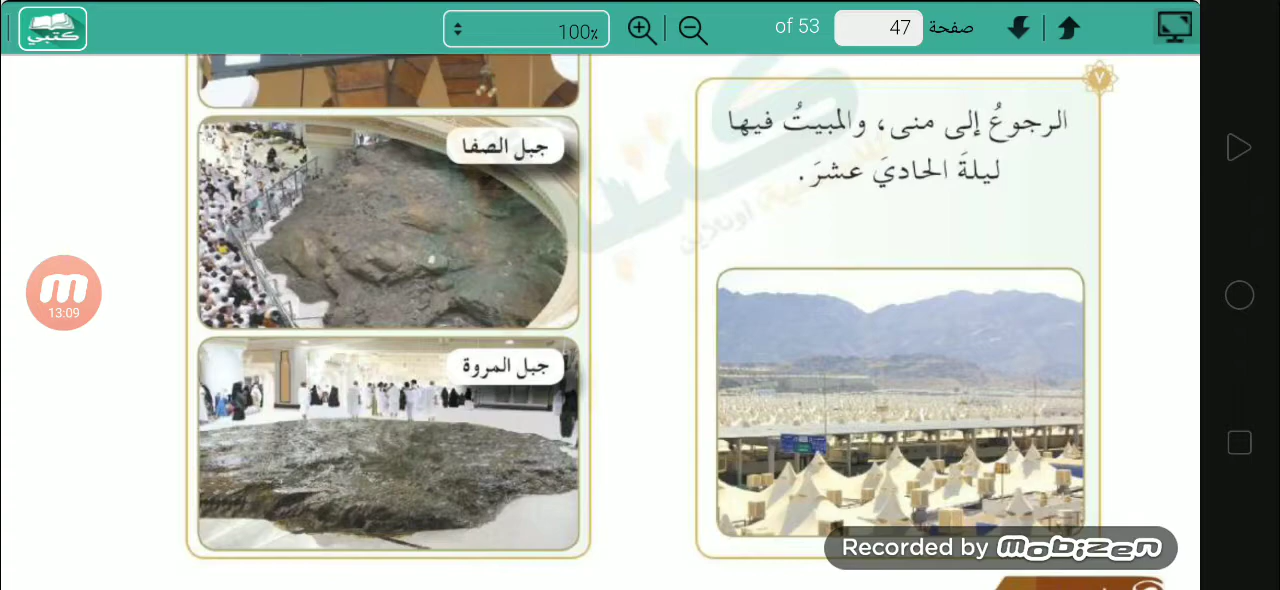 كتبي
100%
of 53
47
صفحة
٧
الرجوعُ إلى منى، والمبيتُ فيها
ليلةَ الحاديَ عشرَ.
جبل الصفا
جبل المروة
13:09
Recorded by mobizen
اونلاين